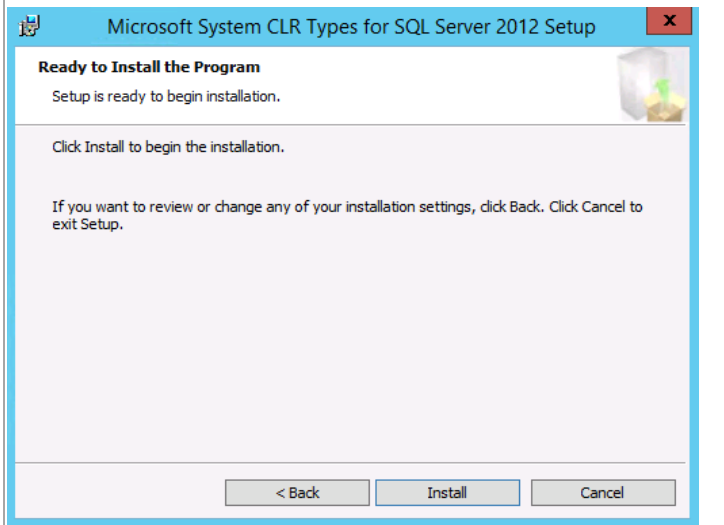 Microsoft System CLR Types for SQL Server 2012 Setup
x
Ready to Install the Program
Setup is ready to begin installation.
Click Install to begin the installation.
If you want to review or change any of your installation settings, click Back. Click Cancel to
exit Setup.
< Back
Install
Cancel